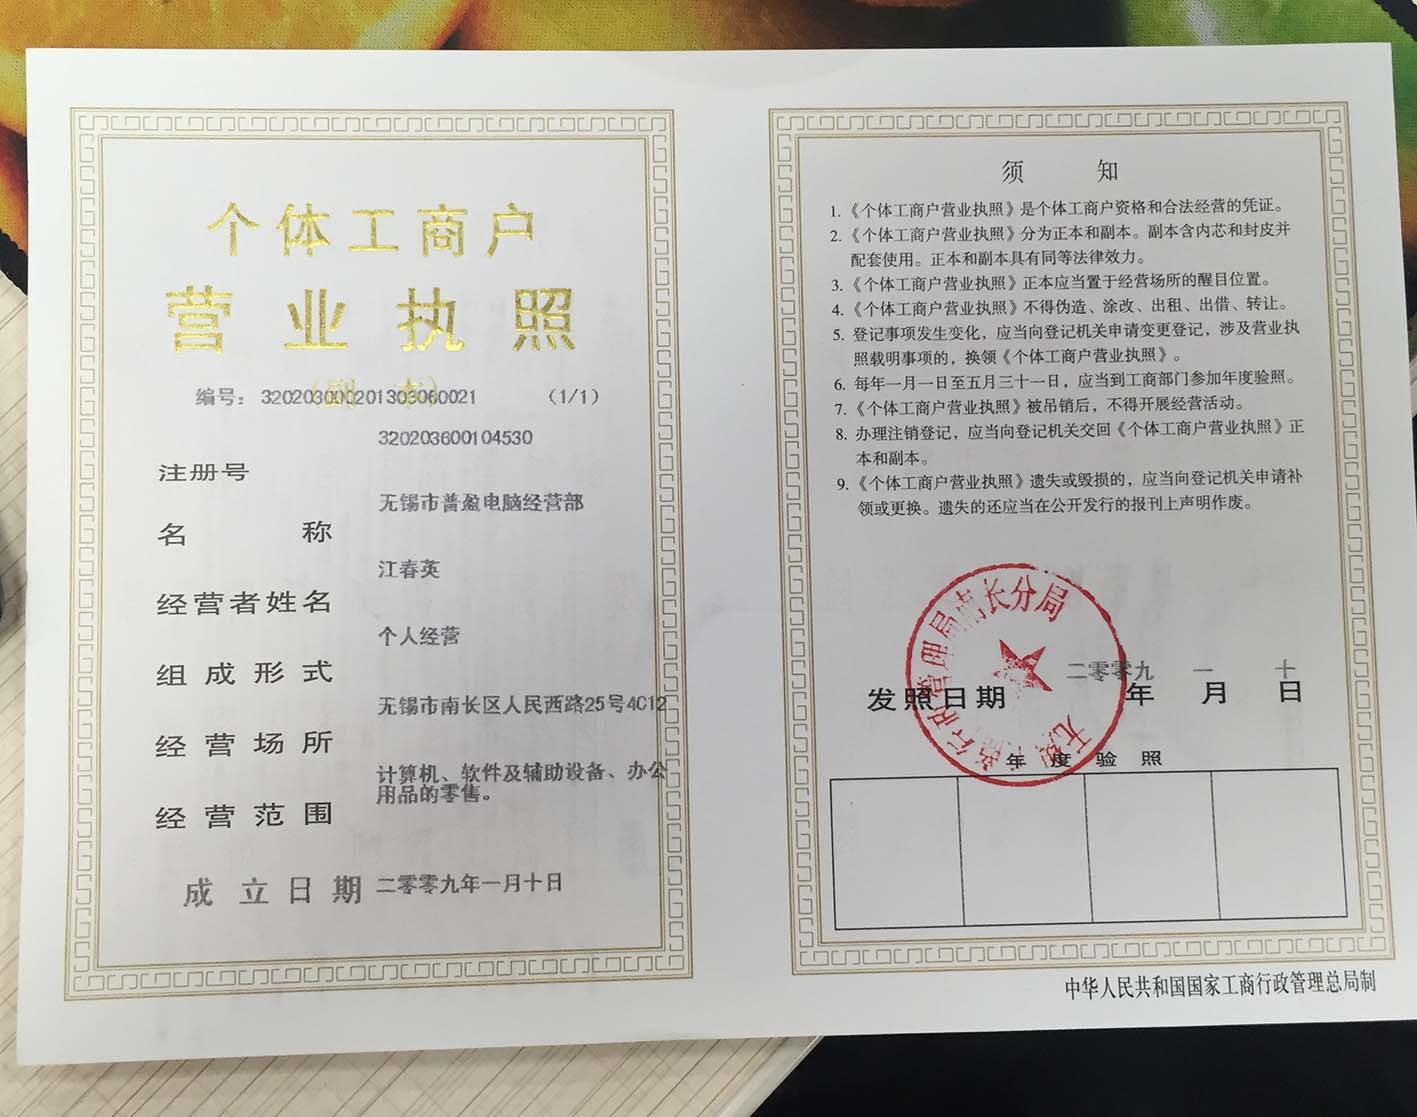 个体工商户
营业执照
(副 本)
编号: 320203000201303060021 (1/1)
320203600104530
注册号
无锡市普盈电脑经营部
名 称
江春英
经营者姓名
个人经营
组成形式
无锡市南长区人民西路25号4C12
经营场所
计算机、软件及辅助设备、办公
用品的零售。
经营范围
成立日期 二零零九年一月十日
须 知
1.《个体工商户营业执照》是个体工商户资格和合法经营的凭证。
2.《个体工商户营业执照》分为正本和副本。副本含内芯和封皮并
配套使用。正本和副本具有同等法律效力。
3.《个体工商户营业执照》正本应当置于经营场所的醒目位置。
4.《个体工商户营业执照》不得伪造、涂改、出租、出借、转让。
5. 登记事项发生变化，应当向登记机关申请变更登记，涉及营业执
照载明事项的，换领《个体工商户营业执照》。
6. 每年一月一日至五月三十一日，应当到工商部门参加年度验照。
7.《个体工商户营业执照》被吊销后，不得开展经营活动。
8. 办理注销登记，应当向登记机关交回《个体工商户营业执照》正
本和副本。
9.《个体工商户营业执照》遗失或毁损的，应当向登记机关申请补
领或更换。遗失的还应当在公开发行的报刊上声明作废。
管理局南长分局
二零零九 一 十
发照日期 年 月 日
年度验照
中华人民共和国国家工商行政管理总局制